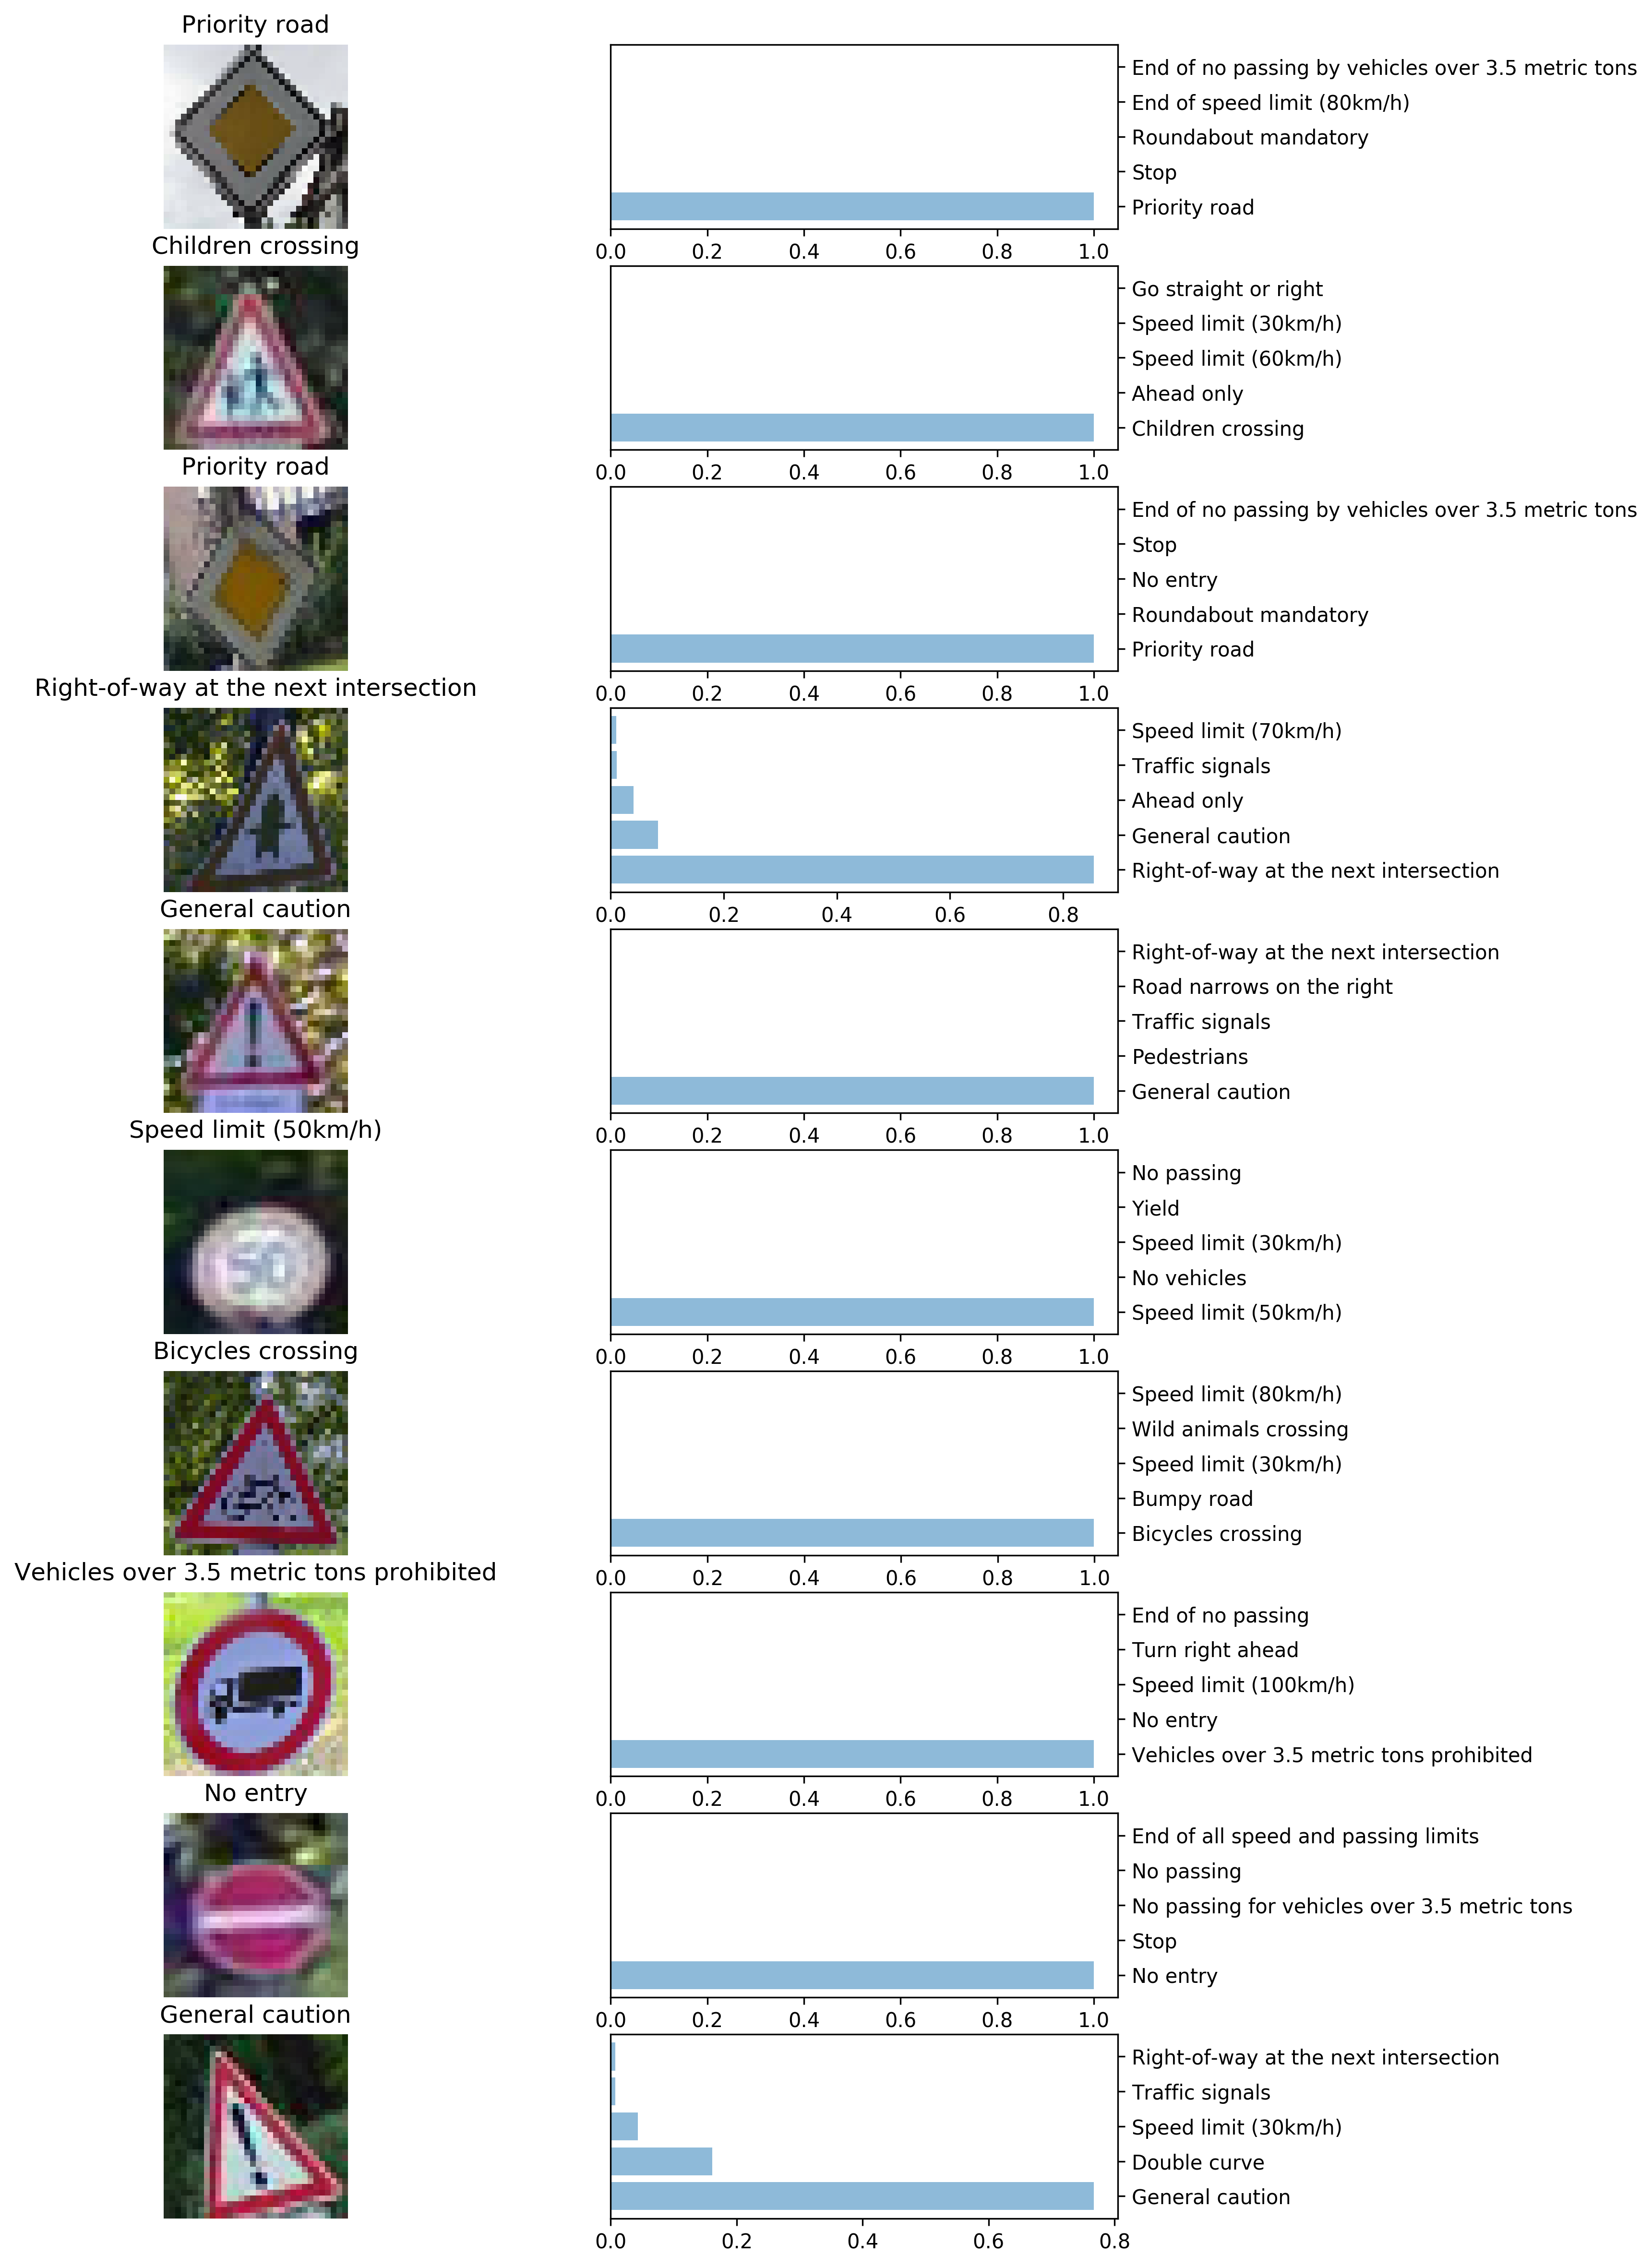 Priority road
End of no passing by vehicles over 3.5 metric tons
End of speed limit (80km/h)
Roundabout mandatory
Stop
Priority road
0.0 0.2 0.4 0.6 0.8 1.0
Children crossing
Go straight or right
Speed limit (30km/h)
Speed limit (60km/h)
Ahead only
Children crossing
0.0 0.2 0.4 0.6 0.8 1.0
Priority road
End of no passing by vehicles over 3.5 metric tons
Stop
No entry
Roundabout mandatory
Priority road
0.0 0.2 0.4 0.6 0.8 1.0
Right-of-way at the next intersection
Speed limit (70km/h)
Traffic signals
Ahead only
General caution
Right-of-way at the next intersection
0.0 0.2 0.4 0.6 0.8
General caution
Right-of-way at the next intersection
Road narrows on the right
Traffic signals
Pedestrians
General caution
0.0 0.2 0.4 0.6 0.8 1.0
Speed limit (50km/h)
50
No passing
Yield
Speed limit (30km/h)
No vehicles
Speed limit (50km/h)
0.0 0.2 0.4 0.6 0.8 1.0
Bicycles crossing
Speed limit (80km/h)
Wild animals crossing
Speed limit (30km/h)
Bumpy road
Bicycles crossing
0.0 0.2 0.4 0.6 0.8 1.0
Vehicles over 3.5 metric tons prohibited
End of no passing
Turn right ahead
Speed limit (100km/h)
No entry
Vehicles over 3.5 metric tons prohibited
0.0 0.2 0.4 0.6 0.8 1.0
No entry
End of all speed and passing limits
No passing
No passing for vehicles over 3.5 metric tons
Stop
No entry
0.0 0.2 0.4 0.6 0.8 1.0
General caution
Right-of-way at the next intersection
Traffic signals
Speed limit (30km/h)
Double curve
General caution
0.0 0.2 0.4 0.6 0.8